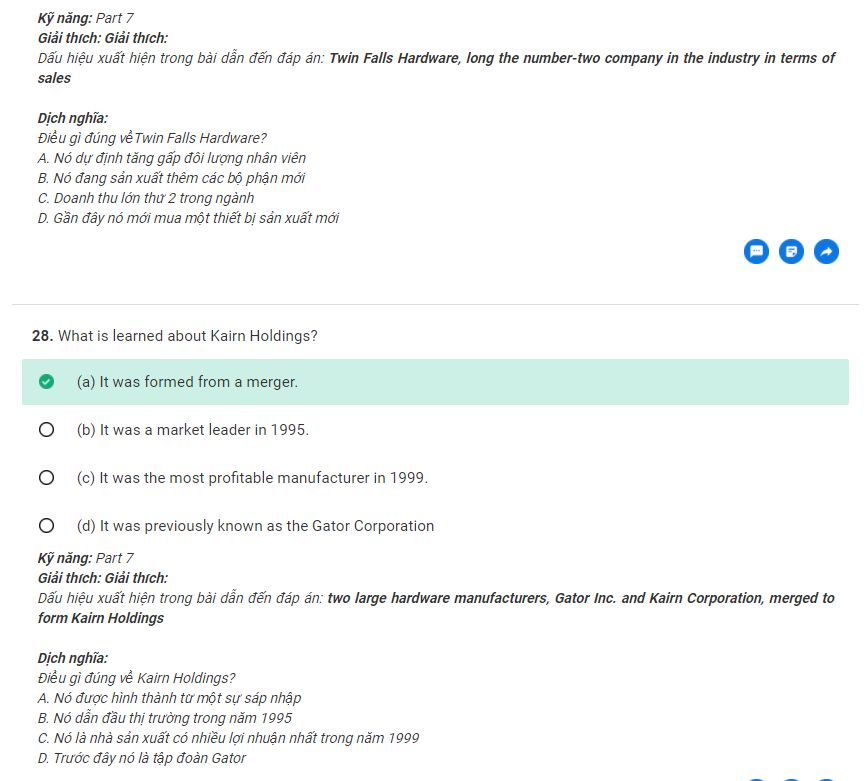 Kỹ năng: Part 7
Giải thích: Giải thích:
Dấu hiệu xuất hiện trong bài dẫn đến đáp án: Twin Falls Hardware, long the number-two company in the industry in terms of
sales
Dịch nghĩa:
Điều gì đúng về Twin Falls Hardware?
A. Nó dự định tăng gấp đôi lượng nhân viên
B. Nó đang sản xuất thêm các bộ phận mới
C. Doanh thu lớn thứ 2 trong ngành
D. Gần đây nó mới mua một thiết bị sản xuất mới
28. What is learned about Kairn Holdings?
(a) It was formed from a merger.
(b) It was a market leader in 1995.
(c) It was the most profitable manufacturer in 1999.
(d) It was previously known as the Gator Corporation
Kỹ năng: Part 7
Giải thích: Giải thích:
Dấu hiệu xuất hiện trong bài dẫn đến đáp án: two large hardware manufacturers, Gator Inc. and Kairn Corporation, merged to
form Kairn Holdings
Dịch nghĩa:
Điều gì đúng về Kairn Holdings?
A. Nó được hình thành từ một sự sáp nhập
B. Nó dẫn đầu thị trường trong năm 1995
C. Nó là nhà sản xuất có nhiều lợi nhuận nhất trong năm 1999
D. Trước đây nó là tập đoàn Gator